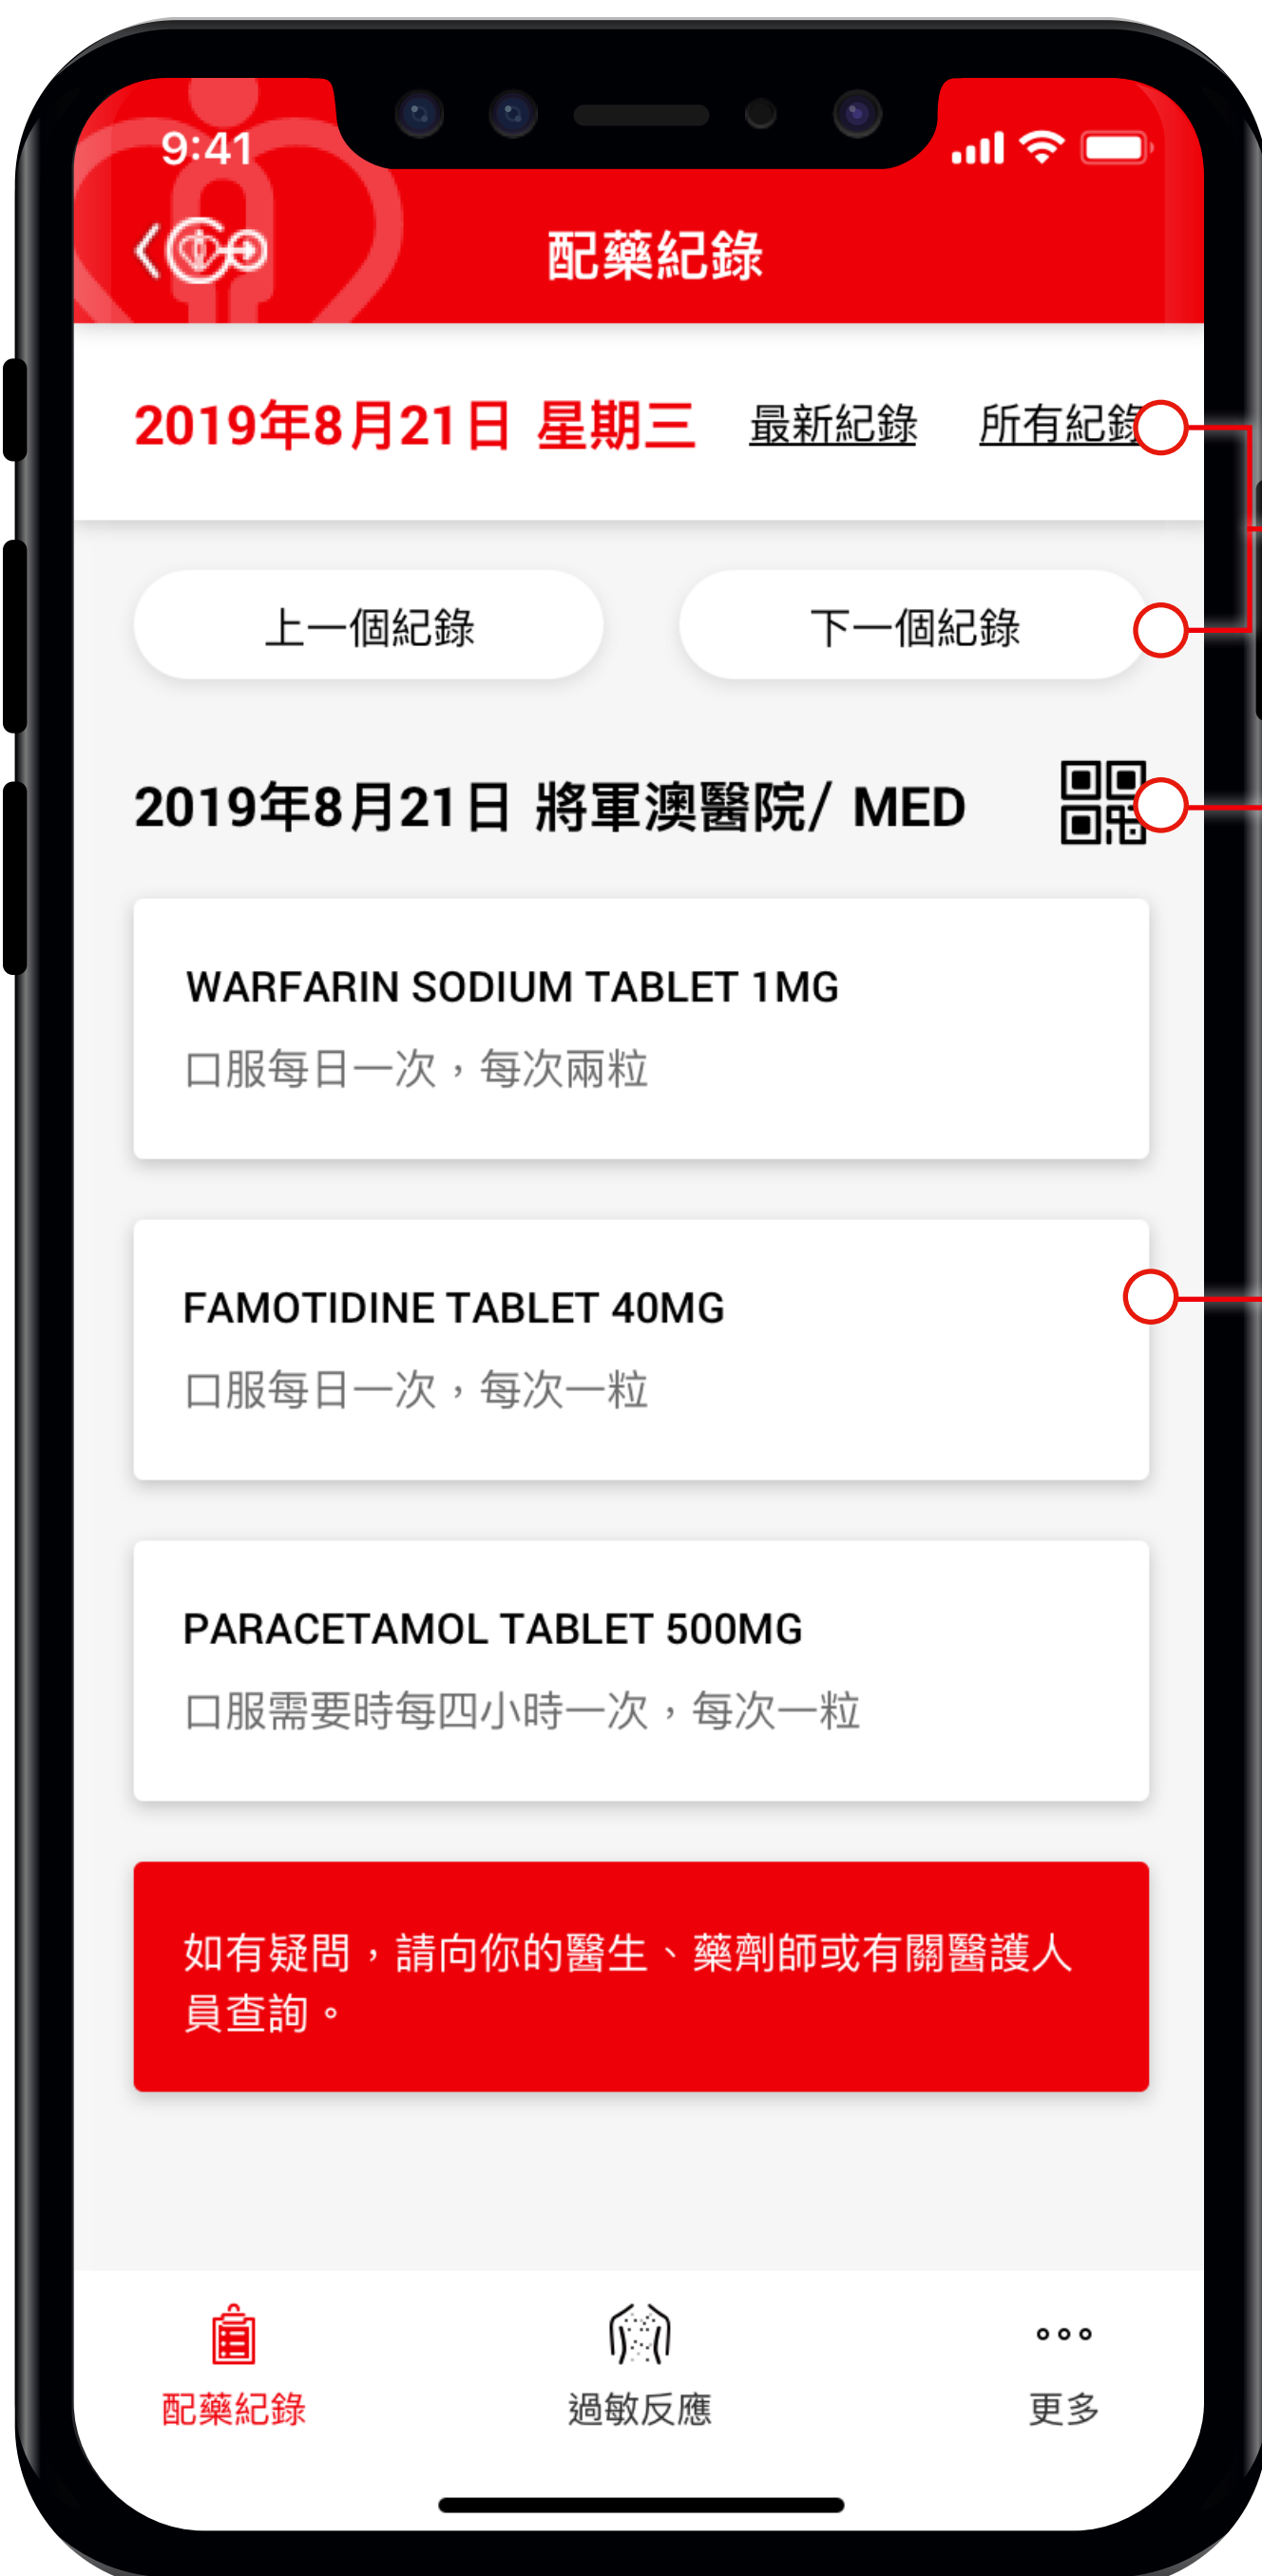 9:41
配藥紀錄
2019年8月21日 星期三 最新紀錄 所有紀錄
上一個紀錄 下一個紀錄
2019年8月21日 將軍澳醫院/ MED
WARFARIN SODIUM TABLET 1MG
口服每日一次，每次兩粒
FAMOTIDINE TABLET 40MG
口服每日一次，每次一粒
PARACETAMOL TABLET 500MG
口服需要時每四小時一次，每次一粒
如有疑問，請向你的醫生、藥劑師或有關醫護人
員查詢。
配藥紀錄 過敏反應 更多